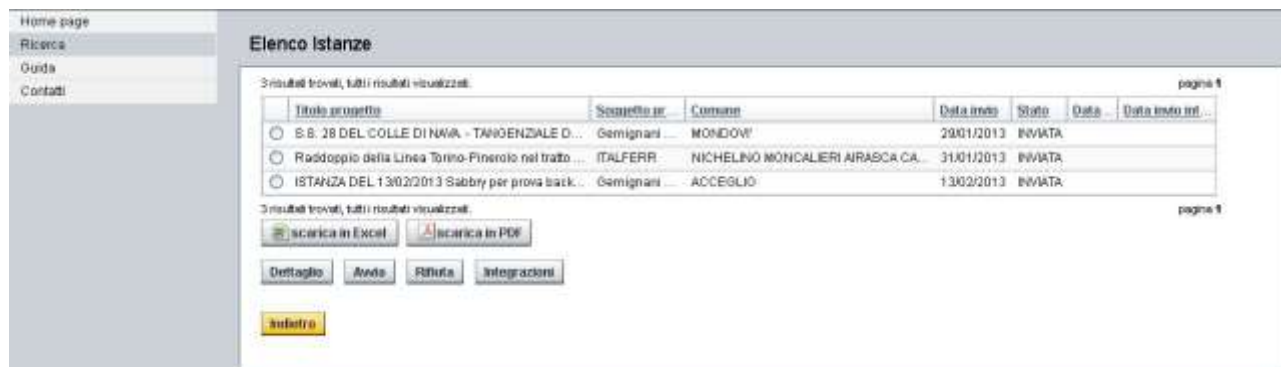 Home page
Ricerca
Guida
Contatti
Elenco Istanze
3 risultati trovati, tutti i risultati visualizzati. pagina 1
Titolo progetto Soggetto pr Comune Data invio Stato Data ... Data invio int...
S.S. 28 DEL COLLE DI NAVA - TANGENZIALE D... Gemignani ... MONDOVI' 29/01/2013 INVIATA
Raddoppio della Linea Torino-Pinerolo nel tratto ... ITALFERR NICHELINO MONCALIERI AIRASCA CA... 31/01/2013 INVIATA
ISTANZA DEL 13/02/2013 Sabbry per prova back... Gemignani ... ACCEGLIO 13/02/2013 INVIATA
3 risultati trovati, tutti i risultati visualizzati. pagina 1
scarica in Excel scarica in PDF
Dettaglio Avvio Rifiuta Integrazioni
Indietro